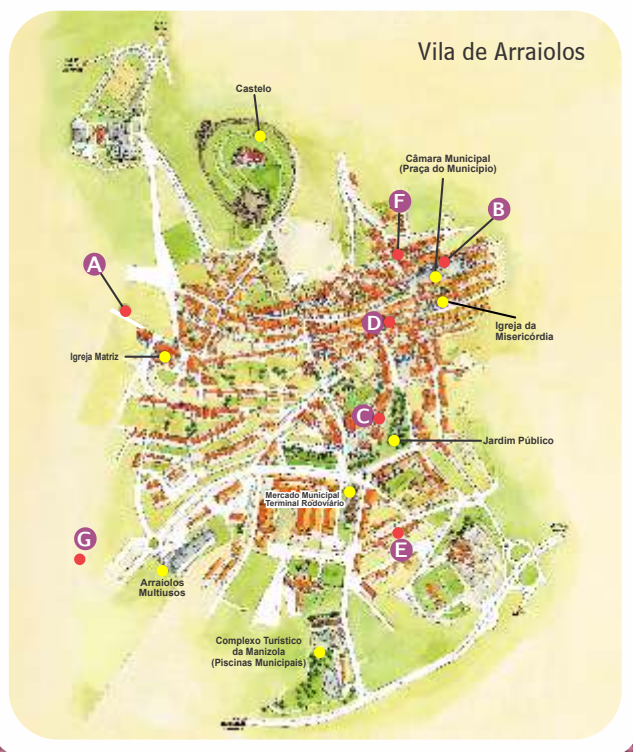 Vila de Arraiolos
Castelo
Câmara Municipal
(Praça do Município)
F
B
A
D
Igreja da
Misericórdia
Igreja Matriz
C
Jardim Público
Mercado Municipal
Terminal Rodoviário
G
E
Arraiolos
Multiusos
Complexo Turístico
da Manizola
(Piscinas Municipais)